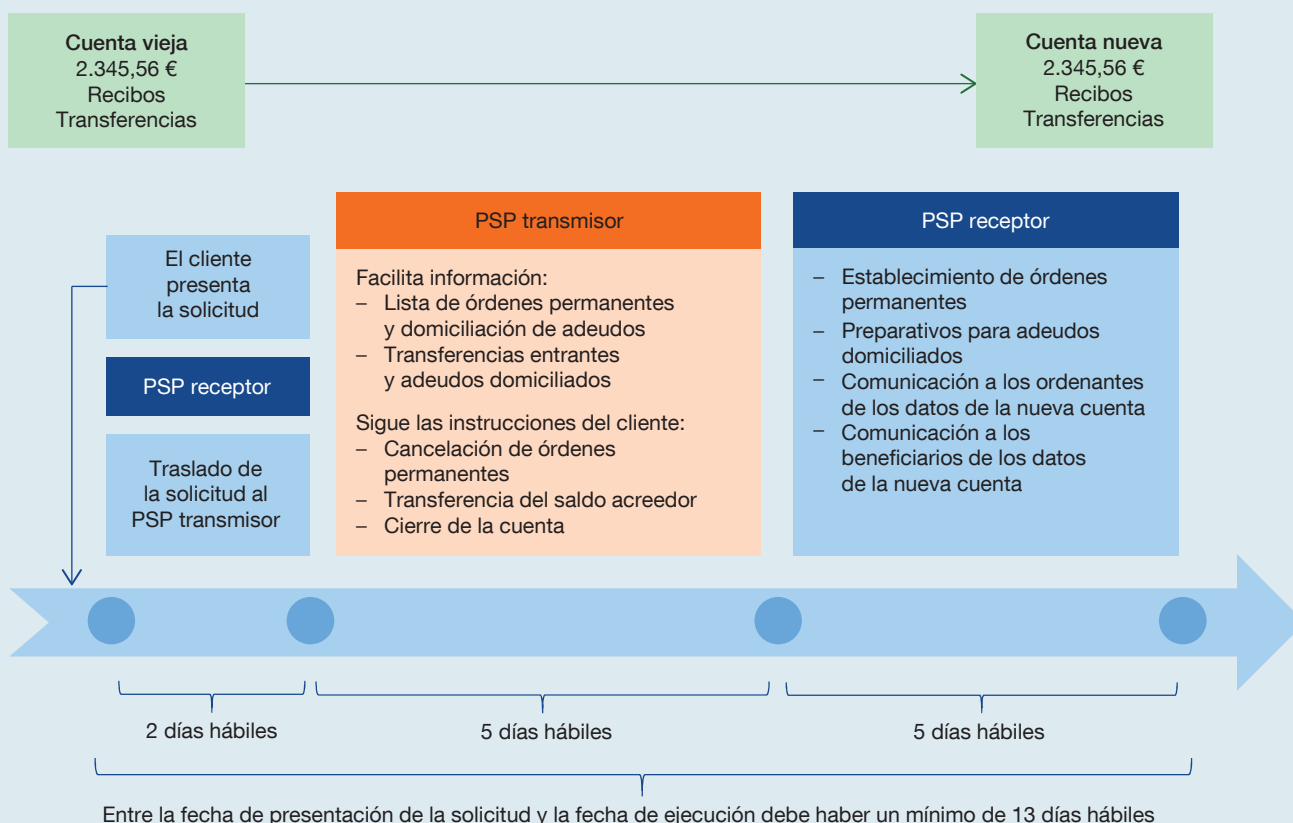 Cuenta vieja
2.345,56 €
Recibos
Transferencias
Cuenta nueva
2.345,56 €
Recibos
Transferencias
El cliente
presenta
la solicitud
PSP receptor
Traslado de
la solicitud al
PSP transmisor
PSP transmisor
Facilita información:
– Lista de órdenes permanentes
y domiciliación de adeudos
– Transferencias entrantes
y adeudos domiciliados
Sigue las instrucciones del cliente:
– Cancelación de órdenes
permanentes
– Transferencia del saldo acreedor
– Cierre de la cuenta
PSP receptor
– Establecimiento de órdenes
permanentes
– Preparativos para adeudos
domiciliados
– Comunicación a los ordenantes
de los datos de la nueva cuenta
– Comunicación a los
beneficiarios de los datos
de la nueva cuenta
2 días hábiles
5 días hábiles
5 días hábiles
Entre la fecha de presentación de la solicitud y la fecha de ejecución debe haber un mínimo de 13 días hábiles